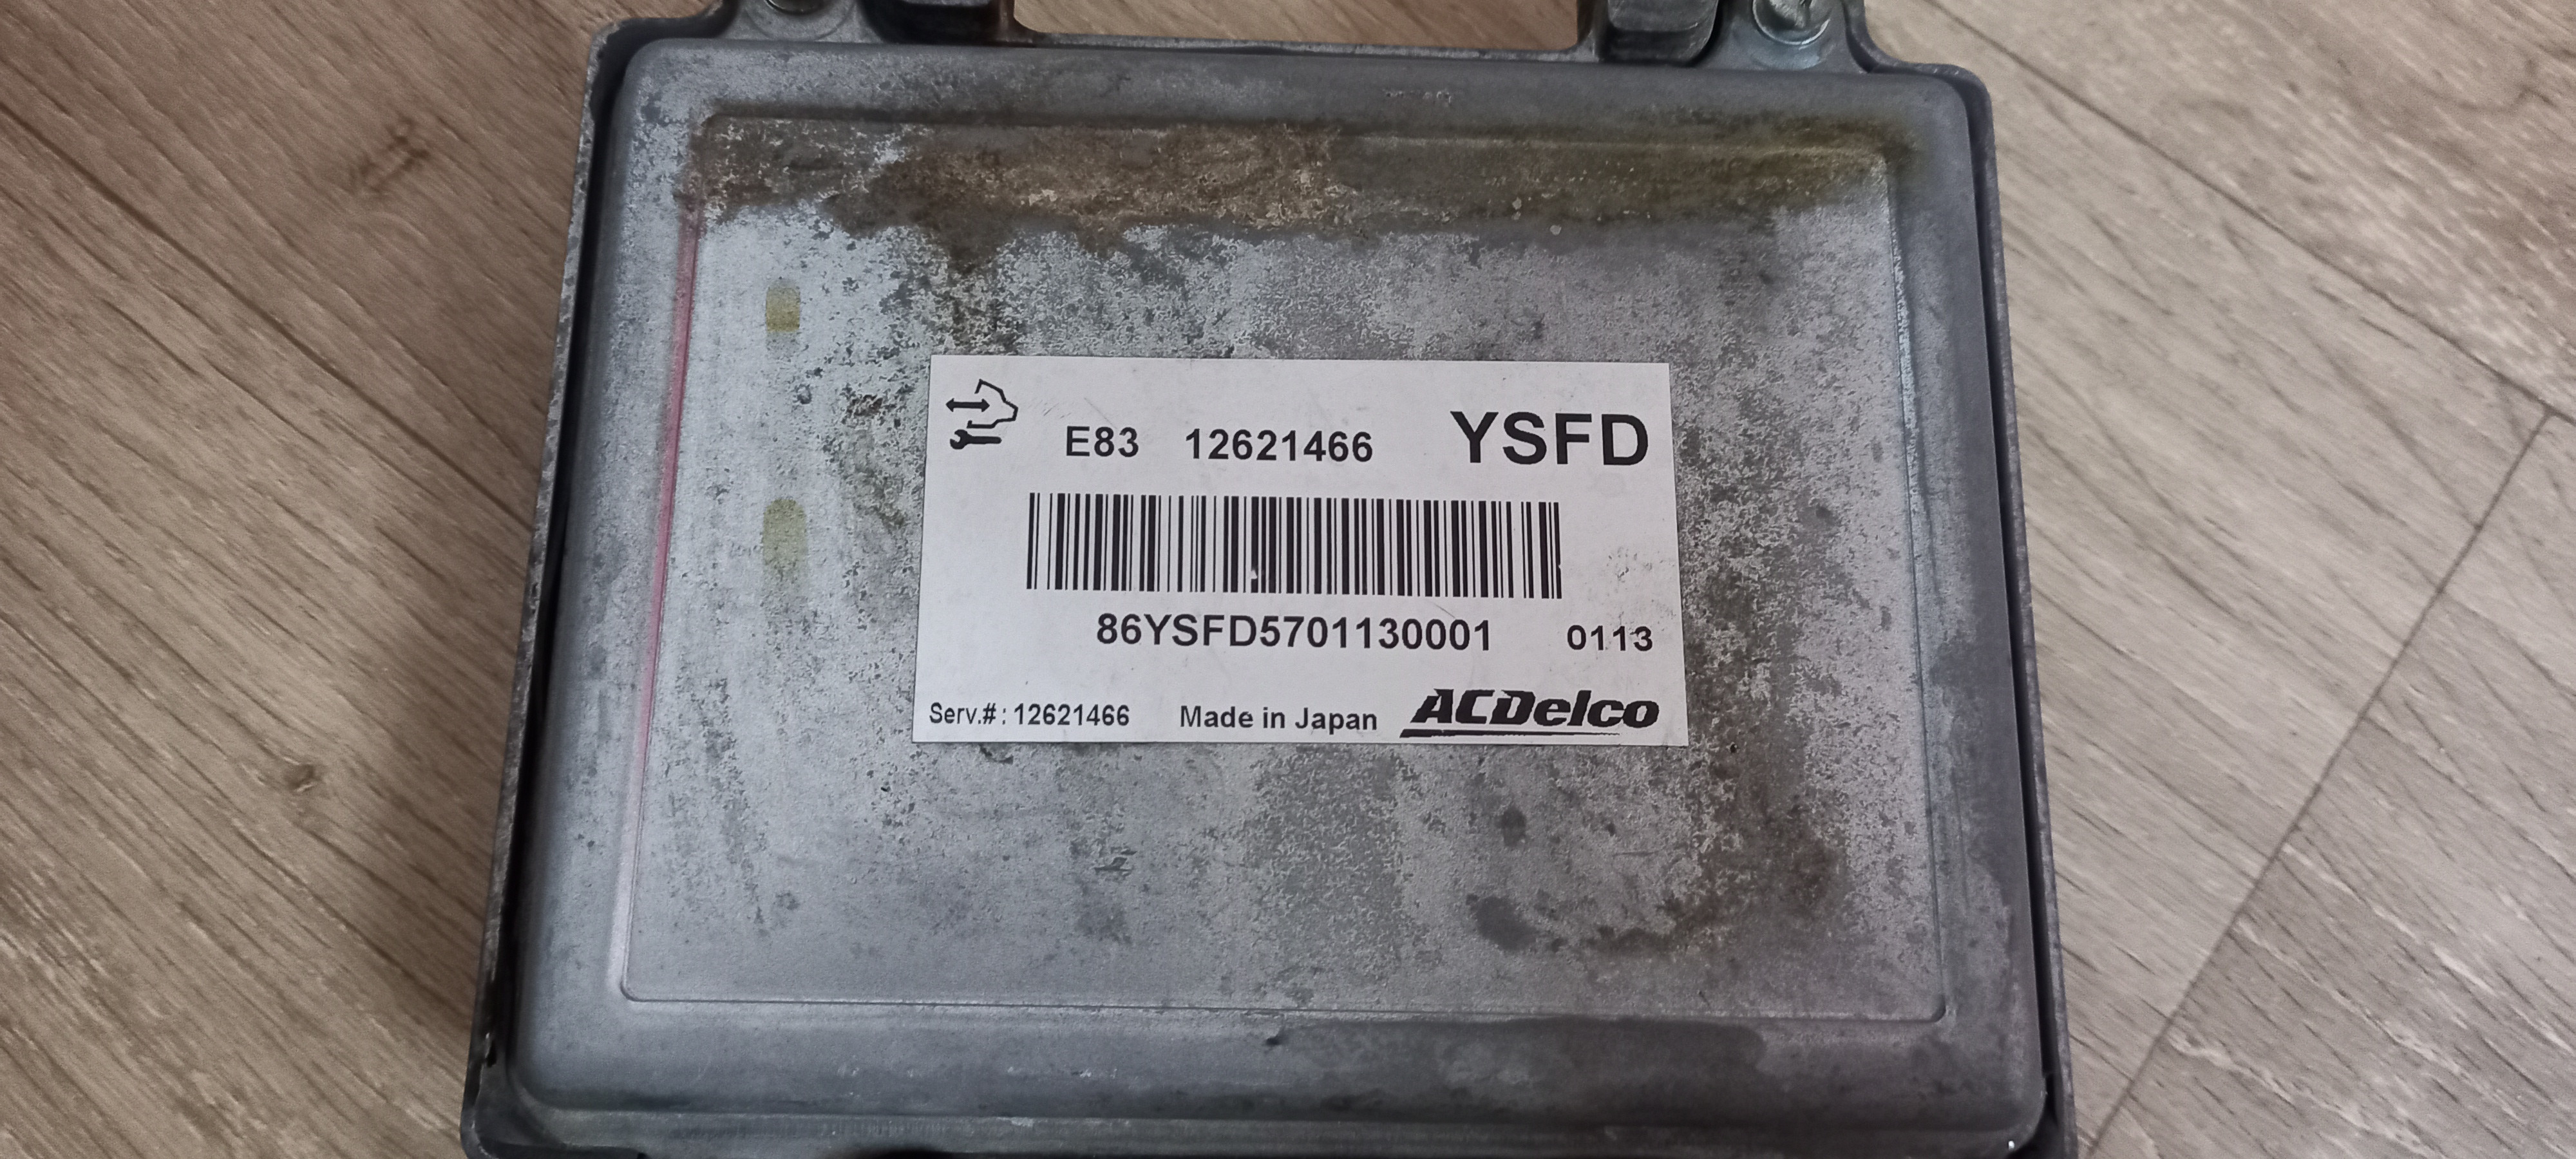 E83 12621466 YSFD
86YSFD5701130001 0113
Serv.#: 12621466 Made in Japan ACDelco